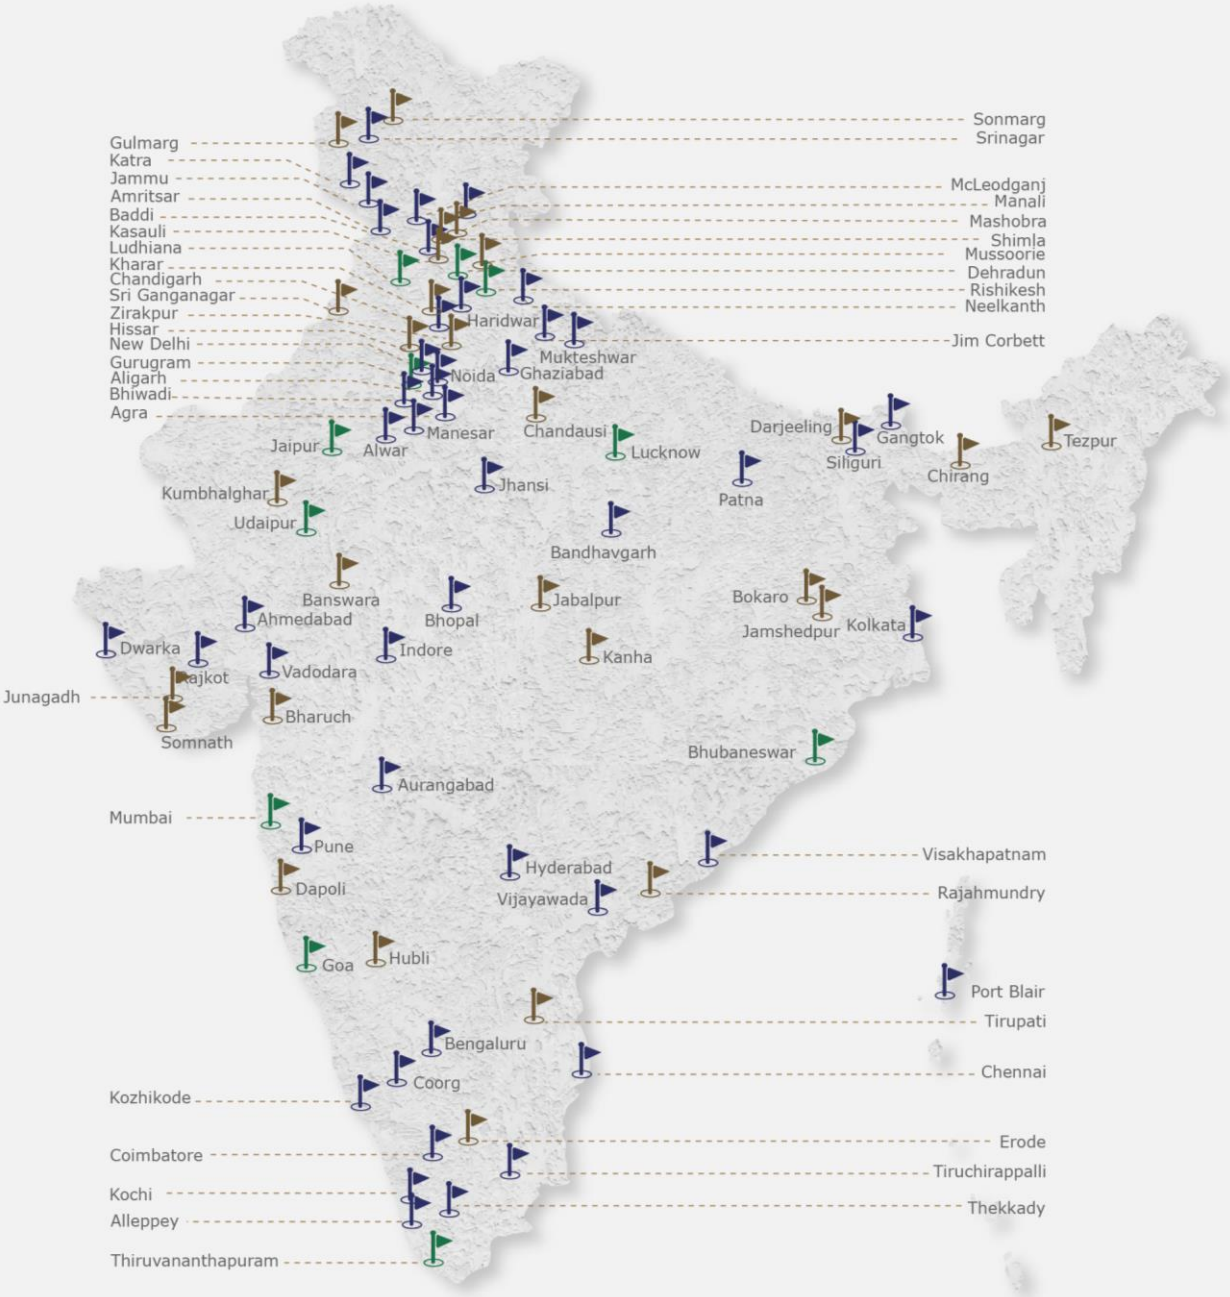 Sonmarg
Srinagar
Gulmarg
Katra
Jammu
Amritsar
Baddi
Kasauli
Ludhiana
Kharar
Chandigarh
Sri Ganganagar
Zirakpur
Hissar
New Delhi
Gurugram
Aligarh
Bhiwadi
Agra
McLeodganj
Manali
Mashobra
Shimla
Mussoorie
Dehradun
Rishikesh
Neelkanth
Jim Corbett
Haridwar
Mukteshwar
Noida
Ghaziabad
Jaipur
Alwar
Manesar
Chandausi
Lucknow
Darjeeling
Gangtok
Siliguri
Chirang
Tezpur
Kumbhalghar
Jhansi
Patna
Udaipur
Bandhavgarh
Banswara
Ahmedabad
Bhopal
Jabalpur
Bokaro
Jamshedpur
Kolkata
Dwarka
Rajkot
Vadodara
Indore
Kanha
Junagadh
Somnath
Bharuch
Bhubaneswar
Aurangabad
Mumbai
Pune
Dapoli
Hyderabad
Vijayawada
Visakhapatnam
Rajahmundry
Goa
Hubli
Port Blair
Tirupati
Bengaluru
Coorg
Chennai
Kozhikode
Erode
Coimbatore
Tiruchirappalli
Kochi
Thekkady
Alleppey
Thiruvananthapuram